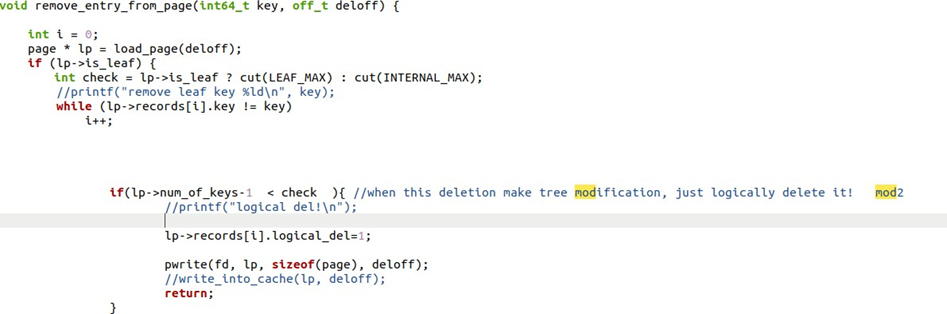 void remove_entry_from_page(int64_t key, off_t deloff) {
int i = 0;
page * lp = load_page(deloff);
if (lp->is_leaf) {
int check = lp->is_leaf ? cut(LEAF_MAX) : cut(INTERNAL_MAX);
//printf("remove leaf key %ld\n", key);
while (lp->records[i].key != key)
i++;
if(lp->num_of_keys-1  < check  ){ //when this deletion make tree modification, just logically delete it!   mod2
//printf("logical del!\n");
lp->records[i].logical_del=1;
pwrite(fd, lp, sizeof(page), deloff);
//write_into_cache(lp, deloff);
return;
}